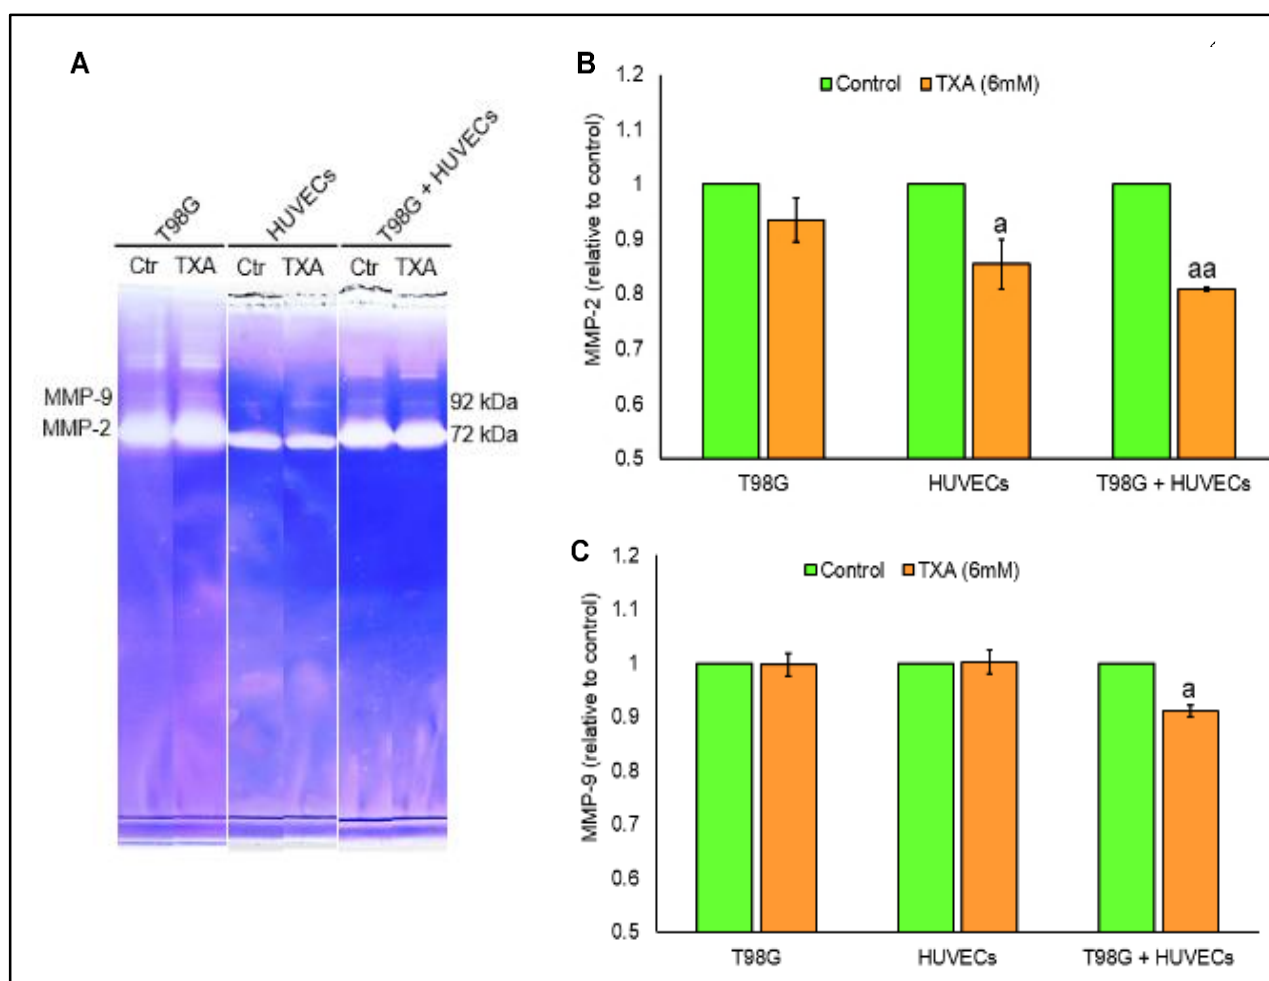 A
T98G
HUVECs
T98G + HUVECs
Ctr TXA Ctr TXA Ctr TXA
MMP-9
MMP-2
92 kDa
72 kDa
B
Control TXA (6mM)
MMP-2 (relative to control)
1.2
1.1
1
0.9
0.8
0.7
0.6
0.5
a
aa
T98G HUVECs T98G + HUVECs
C
Control TXA (6mM)
MMP-9 (relative to control)
1.2
1.1
1
0.9
0.8
0.7
0.6
0.5
a
T98G HUVECs T98G + HUVECs